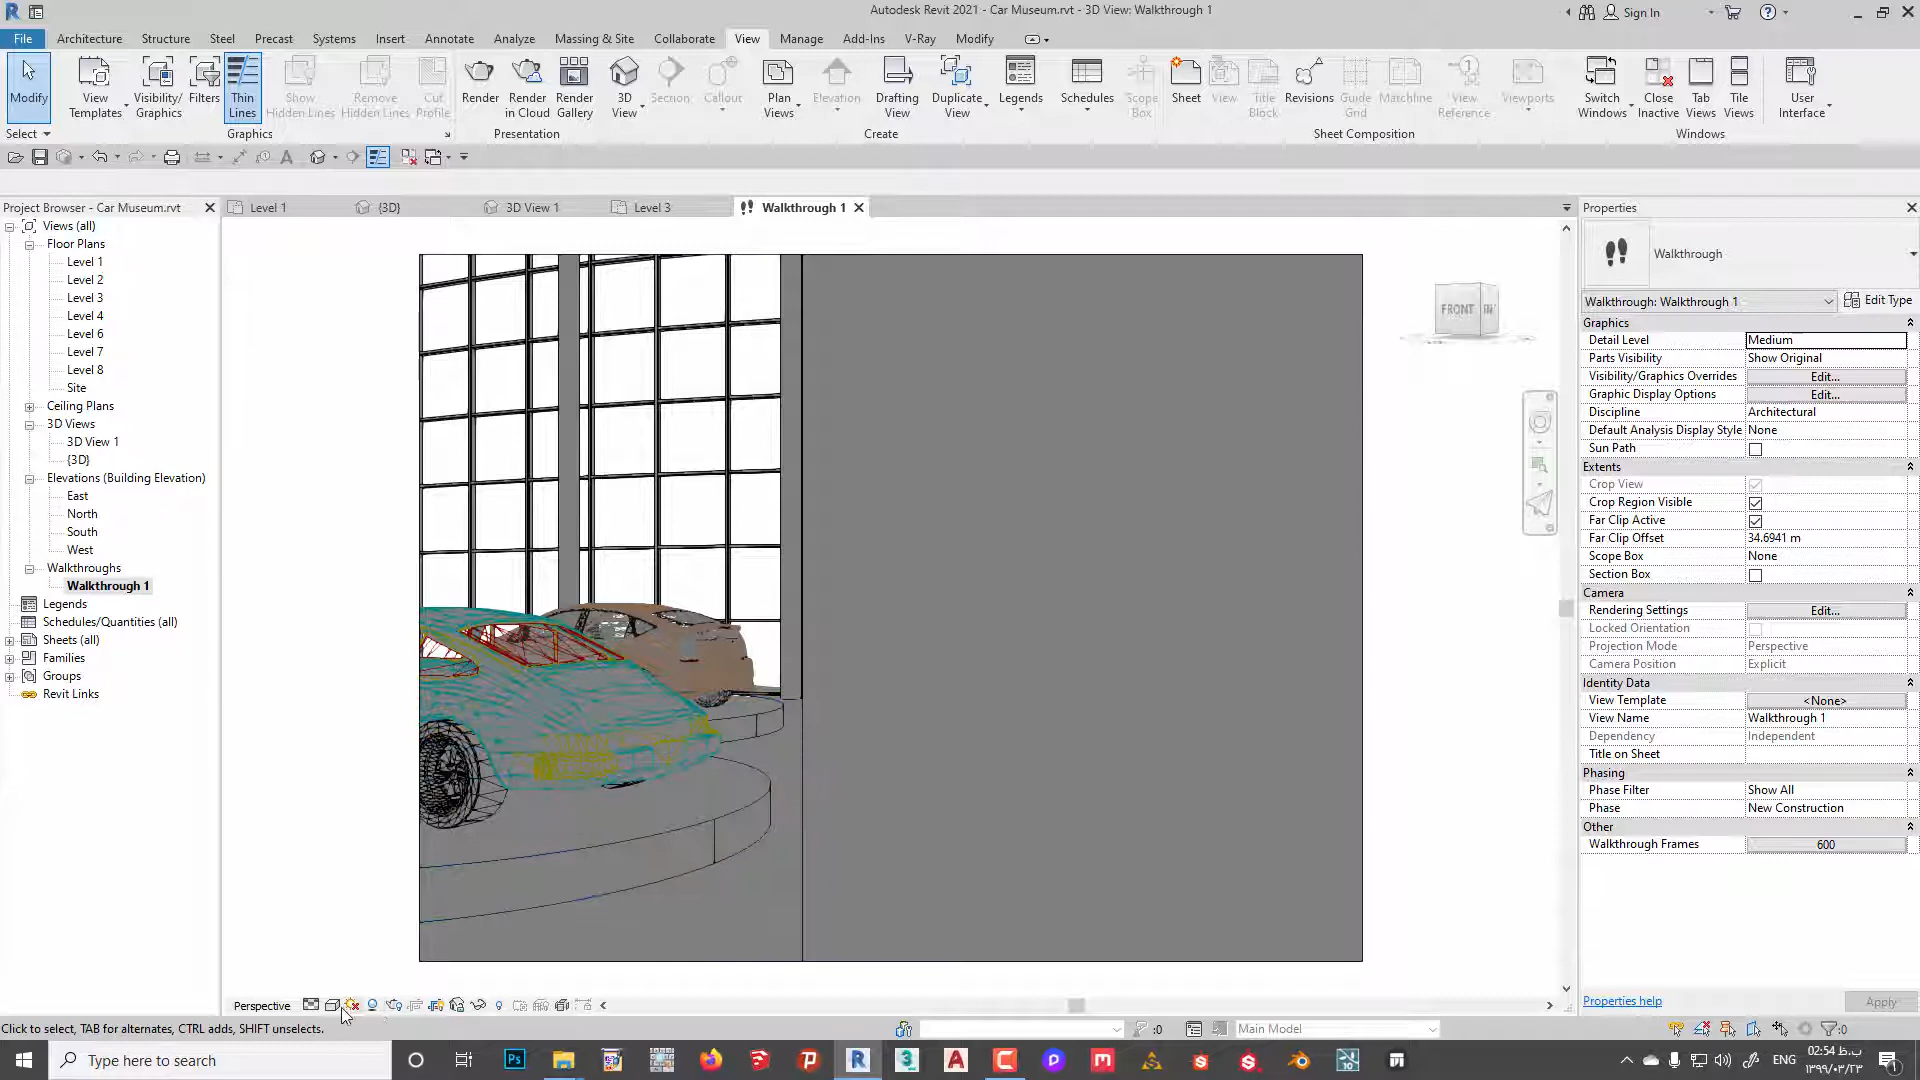 Autodesk Revit 2021 - Car Museum.rvt - 3D View: Walkthrough 1
Sign In
File Architecture Structure Steel Precast Systems Insert Annotate Analyze Massing & Site Collaborate View Manage Add-Ins V-Ray Modify
Modify
View Templates
Visibility/ Graphics
Filters
Thin Lines
Show Hidden Lines
Remove Hidden Lines
Cut Profile
Render
Render in Cloud
Render Gallery
3D View
Section
Callout
Plan Views
Elevation
Drafting View
Duplicate View
Legends
Schedules
Scope Box
Sheet
View
Title Block
Revisions
Guide Grid
Matchline
View Reference
Viewports
Switch Windows
Close Inactive
Tab Views
Tile Views
User Interface
Select Graphics Presentation Create Sheet Composition Windows
Project Browser - Car Museum.rvt
Level 1 {3D} 3D View 1 Level 3 Walkthrough 1
Views (all)
Floor Plans
Level 1
Level 2
Level 3
Level 4
Level 6
Level 7
Level 8
Site
Ceiling Plans
3D Views
3D View 1
{3D}
Elevations (Building Elevation)
East
North
South
West
Walkthroughs
Walkthrough 1
Legends
Schedules/Quantities (all)
Sheets (all)
Families
Groups
Revit Links
FRONT
Properties
Walkthrough
Walkthrough: Walkthrough 1
Edit Type
Graphics
Detail Level Medium
Parts Visibility Show Original
Visibility/Graphics Overrides Edit...
Graphic Display Options Edit...
Discipline Architectural
Default Analysis Display Style None
Sun Path
Extents
Crop View
Crop Region Visible
Far Clip Active
Far Clip Offset 34.6941 m
Scope Box None
Section Box
Camera
Rendering Settings Edit...
Locked Orientation
Projection Mode Perspective
Camera Position Explicit
Identity Data
View Template <None>
View Name Walkthrough 1
Dependency Independent
Title on Sheet
Phasing
Phase Filter Show All
Phase New Construction
Other
Walkthrough Frames 600
Properties help
Apply
Perspective
Click to select, TAB for alternates, CTRL adds, SHIFT unselects.
:0
Main Model
:0
Type here to search
Ps
ENG
02:54 ب.ظ
۱۳۹۹/۰۳/۲۳